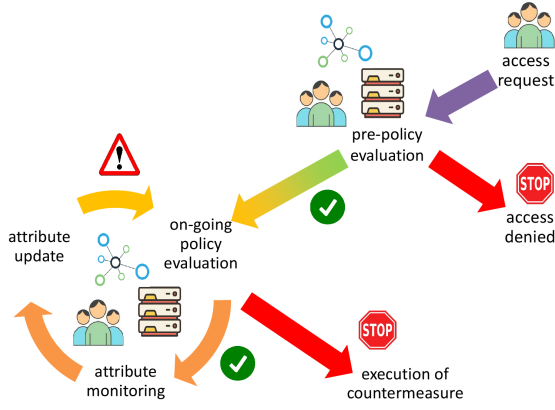 access
request
pre-policy
evaluation
STOP
access
denied
on-going
policy
evaluation
attribute
update
attribute
monitoring
STOP
execution of
countermeasure